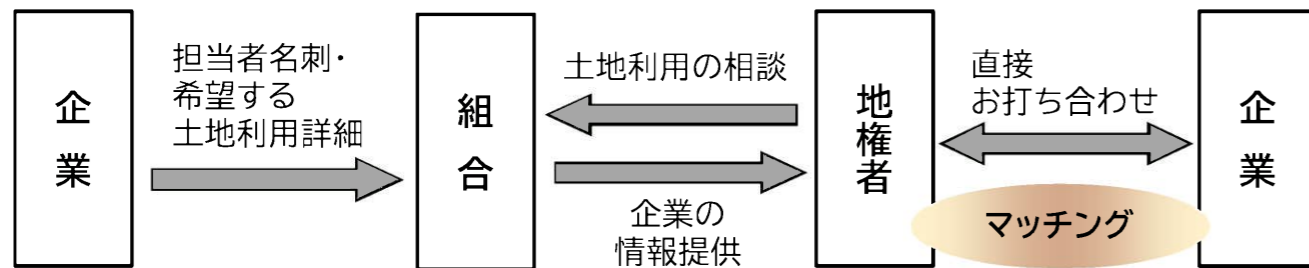 企業
担当者名刺・
希望する
土地利用詳細
組合
土地利用の相談
企業の
情報提供
地権者
直接
お打ち合わせ
マッチング
企業